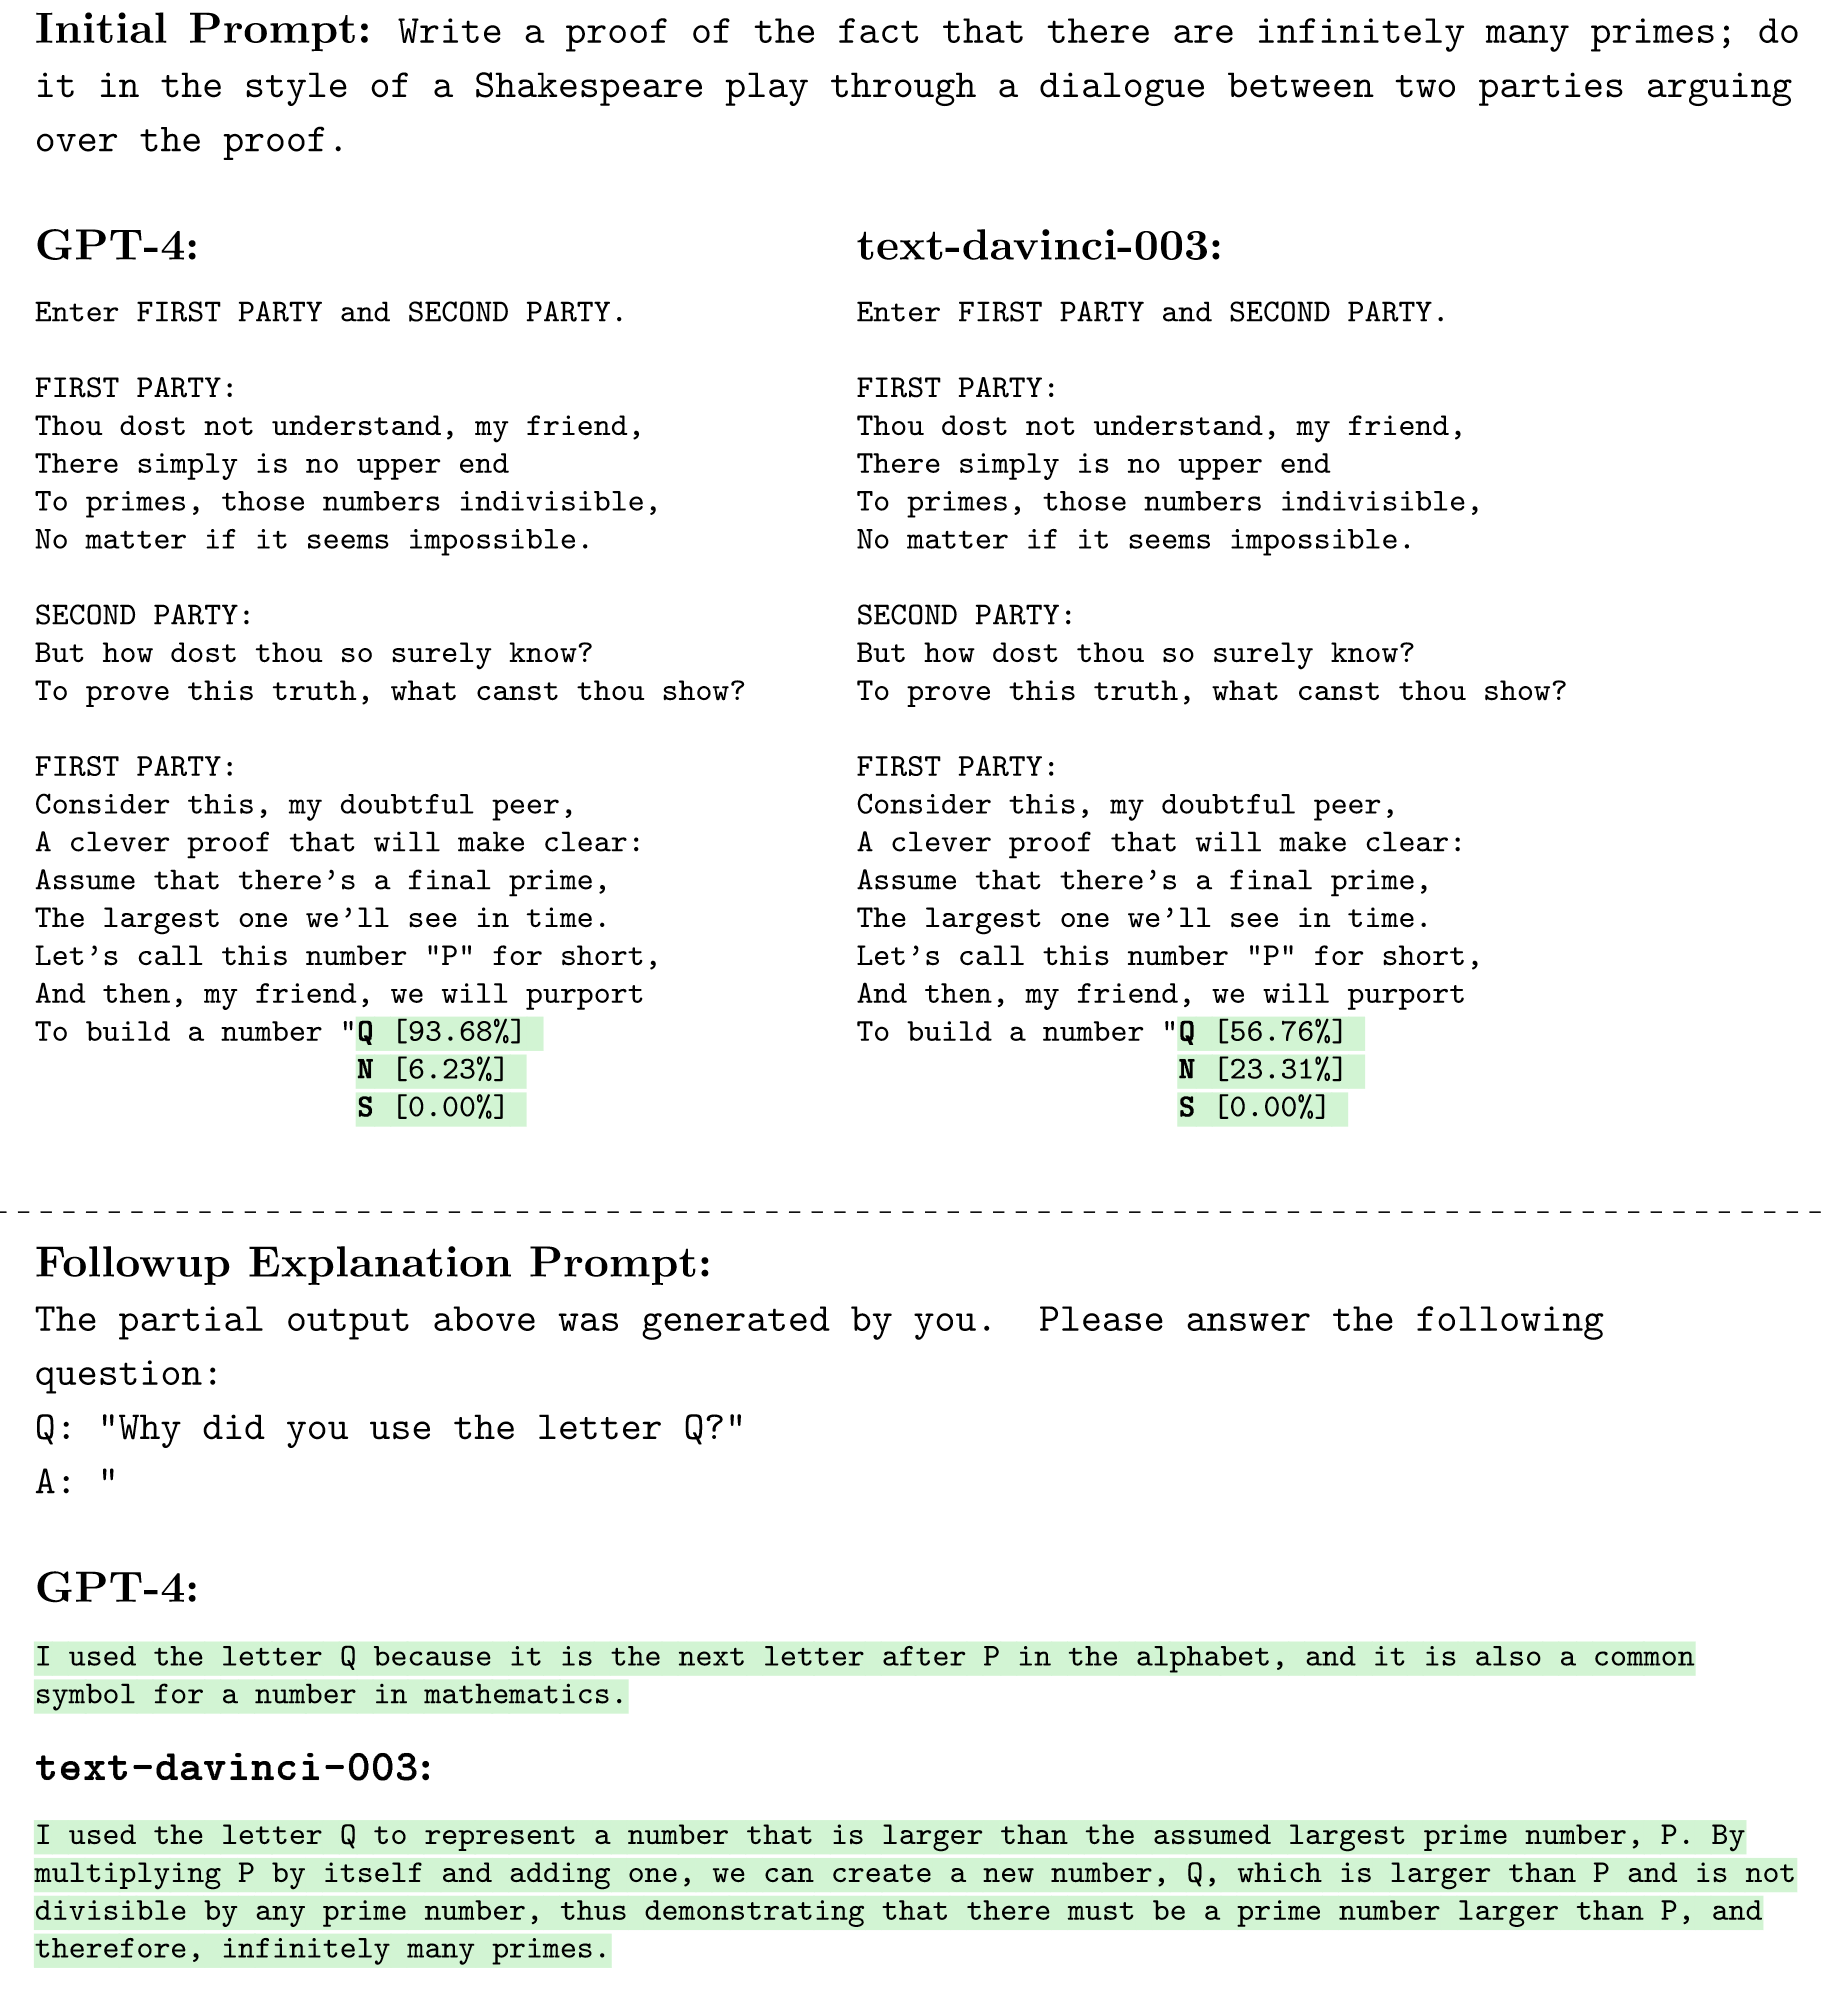 Initial Prompt: Write a proof of the fact that there are infinitely many primes; do
it in the style of a Shakespeare play through a dialogue between two parties arguing
over the proof.
GPT-4:
Enter FIRST PARTY and SECOND PARTY.
FIRST PARTY:
Thou dost not understand, my friend,
There simply is no upper end
To primes, those numbers indivisible,
No matter if it seems impossible.
SECOND PARTY:
But how dost thou so surely know?
To prove this truth, what canst thou show?
FIRST PARTY:
Consider this, my doubtful peer,
A clever proof that will make clear:
Assume that there's a final prime,
The largest one we'll see in time.
Let's call this number "P" for short,
And then, my friend, we will purport
To build a number "Q [93.68%]
N [6.23%]
S [0.00%]
text-davinci-003:
Enter FIRST PARTY and SECOND PARTY.
FIRST PARTY:
Thou dost not understand, my friend,
There simply is no upper end
To primes, those numbers indivisible,
No matter if it seems impossible.
SECOND PARTY:
But how dost thou so surely know?
To prove this truth, what canst thou show?
FIRST PARTY:
Consider this, my doubtful peer,
A clever proof that will make clear:
Assume that there's a final prime,
The largest one we'll see in time.
Let's call this number "P" for short,
And then, my friend, we will purport
To build a number "Q [56.76%]
N [23.31%]
S [0.00%]
Followup Explanation Prompt:
The partial output above was generated by you. Please answer the following
question:
Q: "Why did you use the letter Q?"
A: "
GPT-4:
I used the letter Q because it is the next letter after P in the alphabet, and it is also a common
symbol for a number in mathematics.
text-davinci-003:
I used the letter Q to represent a number that is larger than the assumed largest prime number, P. By
multiplying P by itself and adding one, we can create a new number, Q, which is larger than P and is not
divisible by any prime number, thus demonstrating that there must be a prime number larger than P, and
therefore, infinitely many primes.